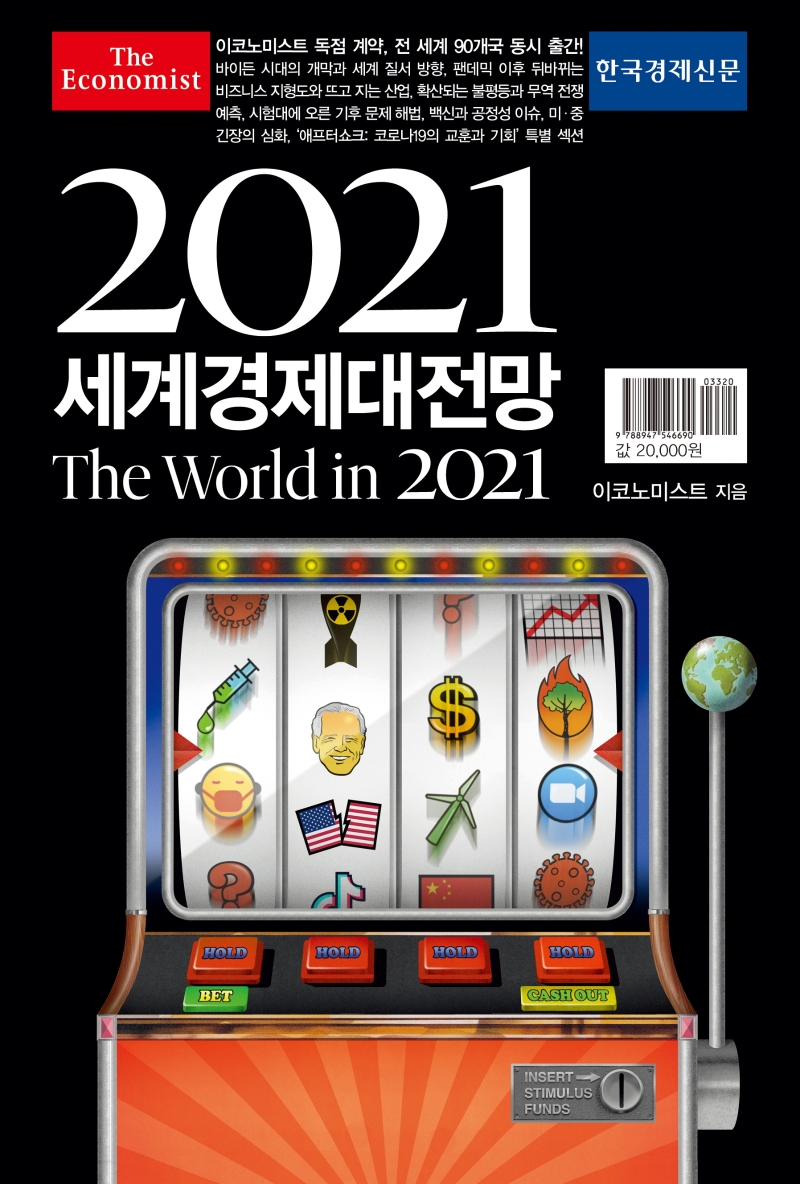 The
Economist
이코노미스트 독점 계약, 전 세계 90개국 동시 출간!
바이든 시대의 개막과 세계 질서 방향, 팬데믹 이후 뒤바뀌는
비즈니스 지형도와 뜨고 지는 산업, 확산되는 불평등과 무역 전쟁
예측, 시험대에 오른 기후 문제 해법, 백신과 공정성 이슈, 미·중
긴장의 심화, ‘애프터쇼크: 코로나19의 교훈과 기회’ 특별 섹션
한국경제신문
2021
세계경제대전망
The World in 2021
03320
9 788947 546690
값 20,000원
이코노미스트 지음
HOLD HOLD HOLD HOLD
BET CASH OUT
INSERT
STIMULUS
FUNDS